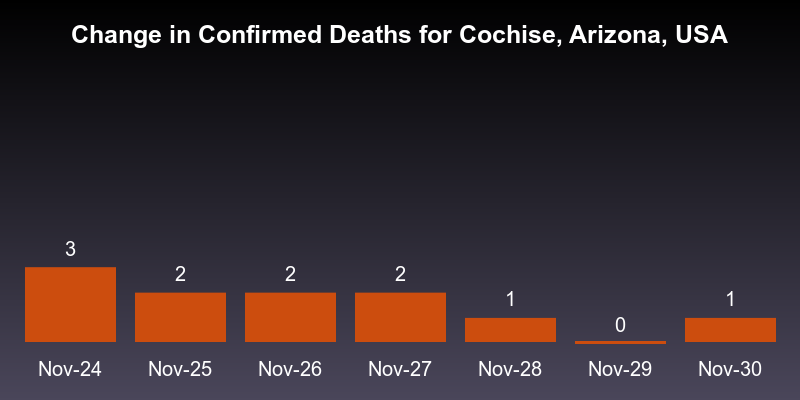 Change in Confirmed Deaths for Cochise, Arizona, USA
3
2
2
2
1
0
1
Nov-24
Nov-25
Nov-26
Nov-27
Nov-28
Nov-29
Nov-30